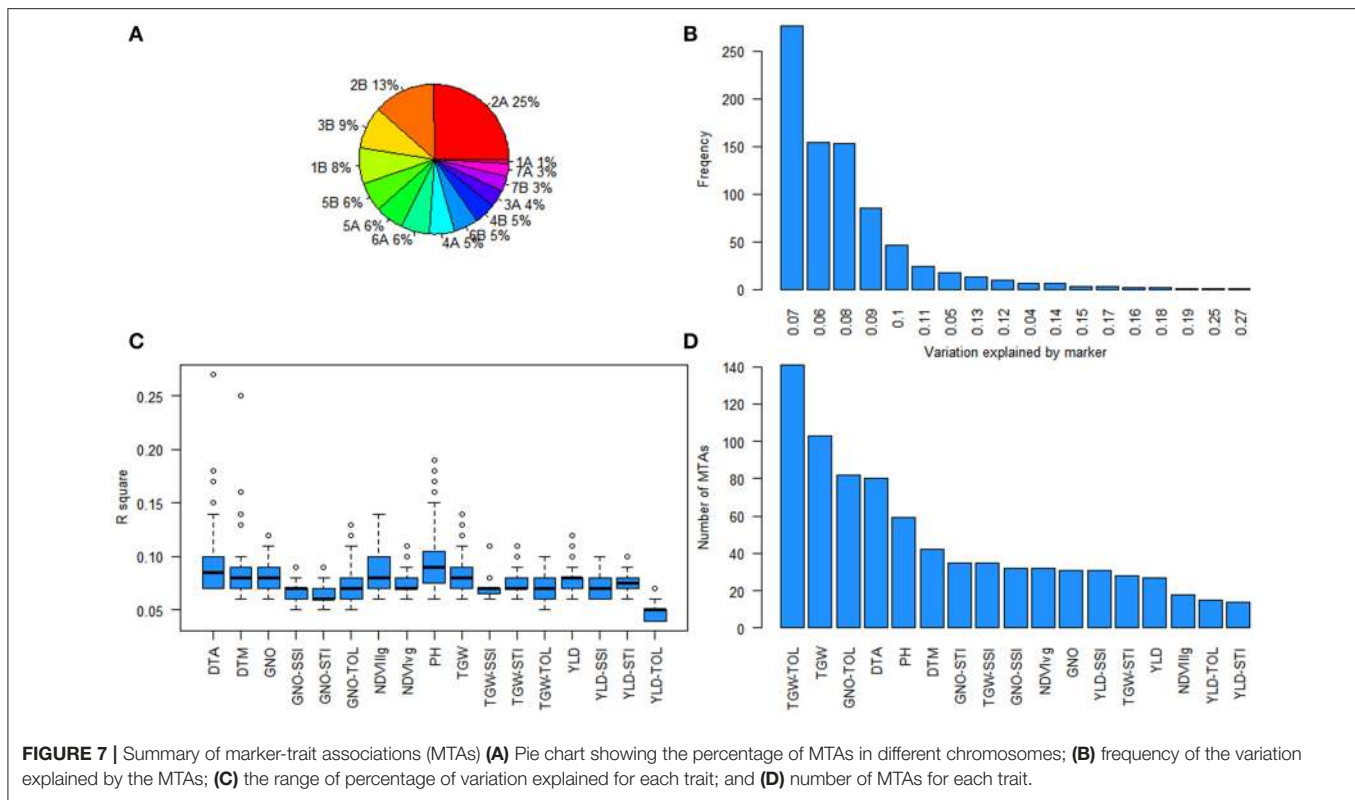 A
2B 13%
2A 25%
3B 9%
1B 8%
5B 6%
5A 6%
6A 6%
4A 5%
6B 5%
4B 5%
3A 4%
7B 3%
7A 3%
1A 1%
B
Freqency
250
200
150
100
50
0
0.07
0.06
0.08
0.09
0.1
0.11
0.05
0.13
0.12
0.04
0.14
0.15
0.17
0.16
0.18
0.19
0.25
0.27
Variation explained by marker
C
R square
0.25
0.20
0.15
0.10
0.05
DTA
DTM
GNO
GNO-SSI
GNO-STI
GNO-TOL
NDVIllg
NDVIvg
PH
TGW
TGW-SSI
TGW-STI
TGW-TOL
YLD
YLD-SSI
YLD-STI
YLD-TOL
D
Number of MTAs
140
120
100
80
60
40
20
0
TGW-TOL
TGW
GNO-TOL
DTA
PH
DTM
GNO-STI
TGW-SSI
GNO-SSI
NDVIvg
GNO
YLD-SSI
TGW-STI
YLD
NDVIllg
YLD-TOL
YLD-STI
FIGURE 7 | Summary of marker-trait associations (MTAs) (A) Pie chart showing the percentage of MTAs in different chromosomes; (B) frequency of the variation
explained by the MTAs; (C) the range of percentage of variation explained for each trait; and (D) number of MTAs for each trait.